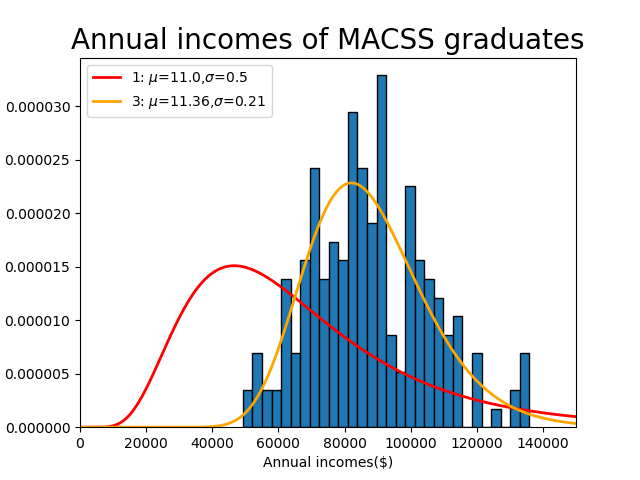 Annual incomes of MACSS graduates
1: μ=11.0,σ=0.5
3: μ=11.36,σ=0.21
0.000030
0.000025
0.000020
0.000015
0.000010
0.000005
0.000000
0 20000 40000 60000 80000 100000 120000 140000
Annual incomes($)